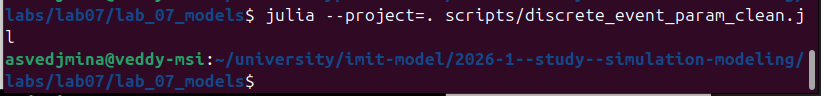 labs/lab07/lab_07_models$ julia --project=. scripts/discrete_event_param_clean.j
l
asvedjmina@veddy-msi:~/university/imit-model/2026-1--study--simulation-modeling/
labs/lab07/lab_07_models$